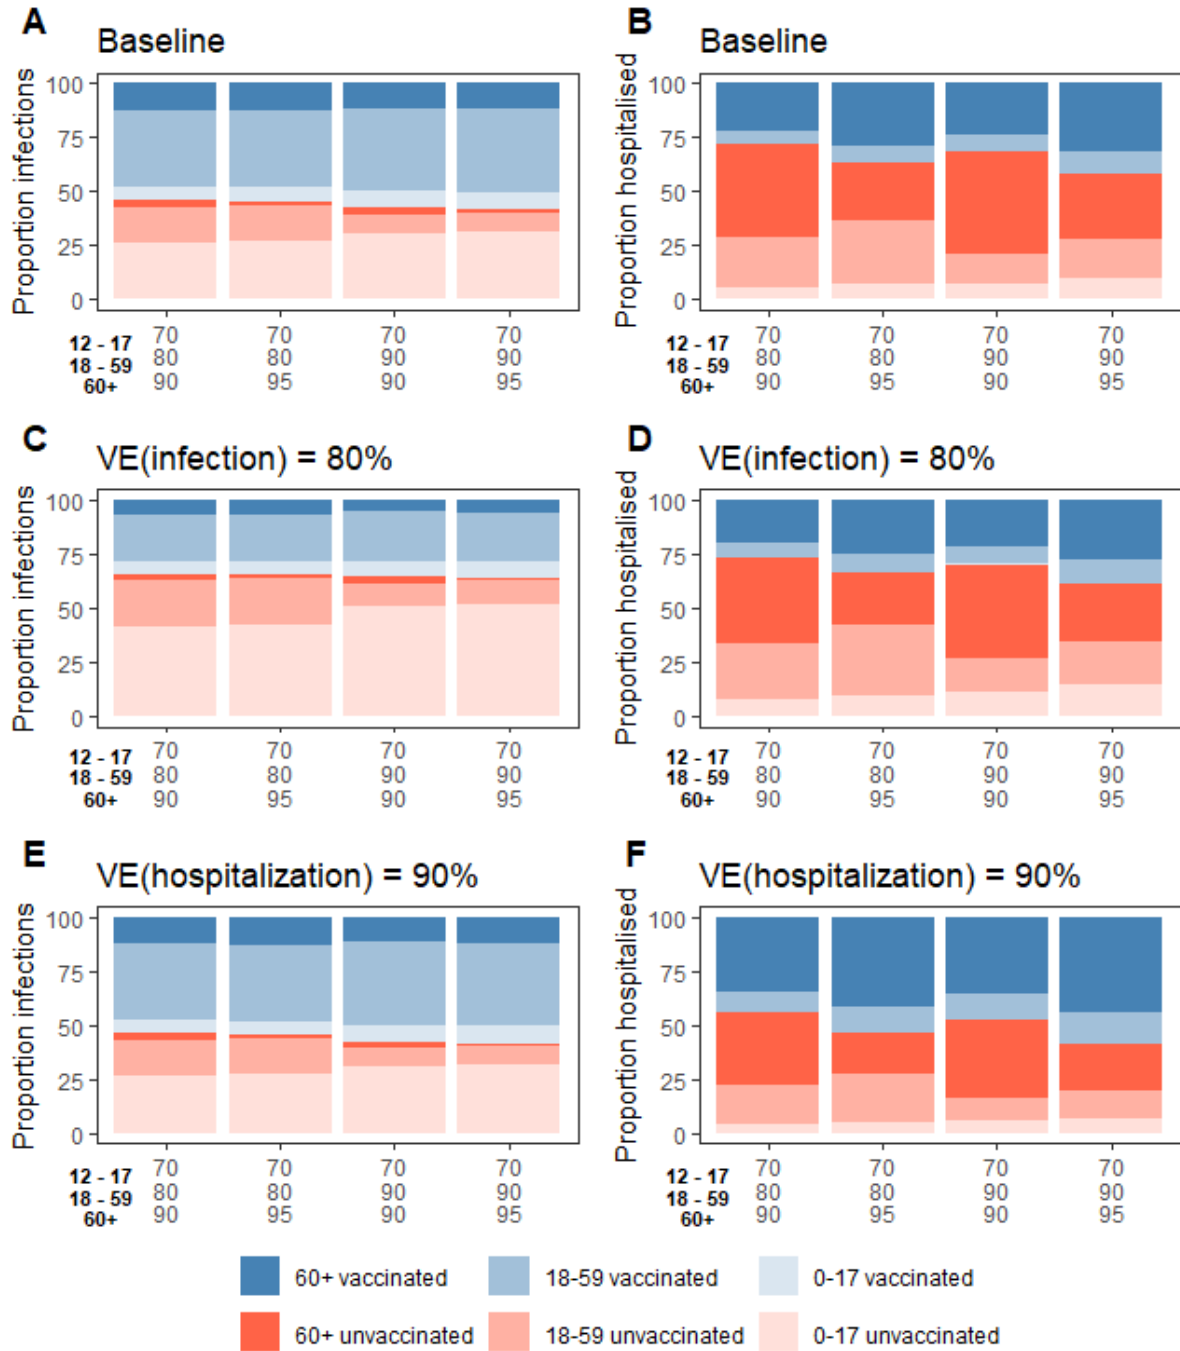 A
Baseline
Proportion infections
100
75
50
25
0
12 - 17 70 70 70 70
18 - 59 80 80 90 90
60+ 90 95 90 95
B
Baseline
Proportion hospitalised
100
75
50
25
0
12 - 17 70 70 70 70
18 - 59 80 80 90 90
60+ 90 95 90 95
C
VE(infection) = 80%
Proportion infections
100
75
50
25
0
12 - 17 70 70 70 70
18 - 59 80 80 90 90
60+ 90 95 90 95
D
VE(infection) = 80%
Proportion hospitalised
100
75
50
25
0
12 - 17 70 70 70 70
18 - 59 80 80 90 90
60+ 90 95 90 95
E
VE(hospitalization) = 90%
Proportion infections
100
75
50
25
0
12 - 17 70 70 70 70
18 - 59 80 80 90 90
60+ 90 95 90 95
F
VE(hospitalization) = 90%
Proportion hospitalised
100
75
50
25
0
12 - 17 70 70 70 70
18 - 59 80 80 90 90
60+ 90 95 90 95
60+ vaccinated 18-59 vaccinated 0-17 vaccinated
60+ unvaccinated 18-59 unvaccinated 0-17 unvaccinated